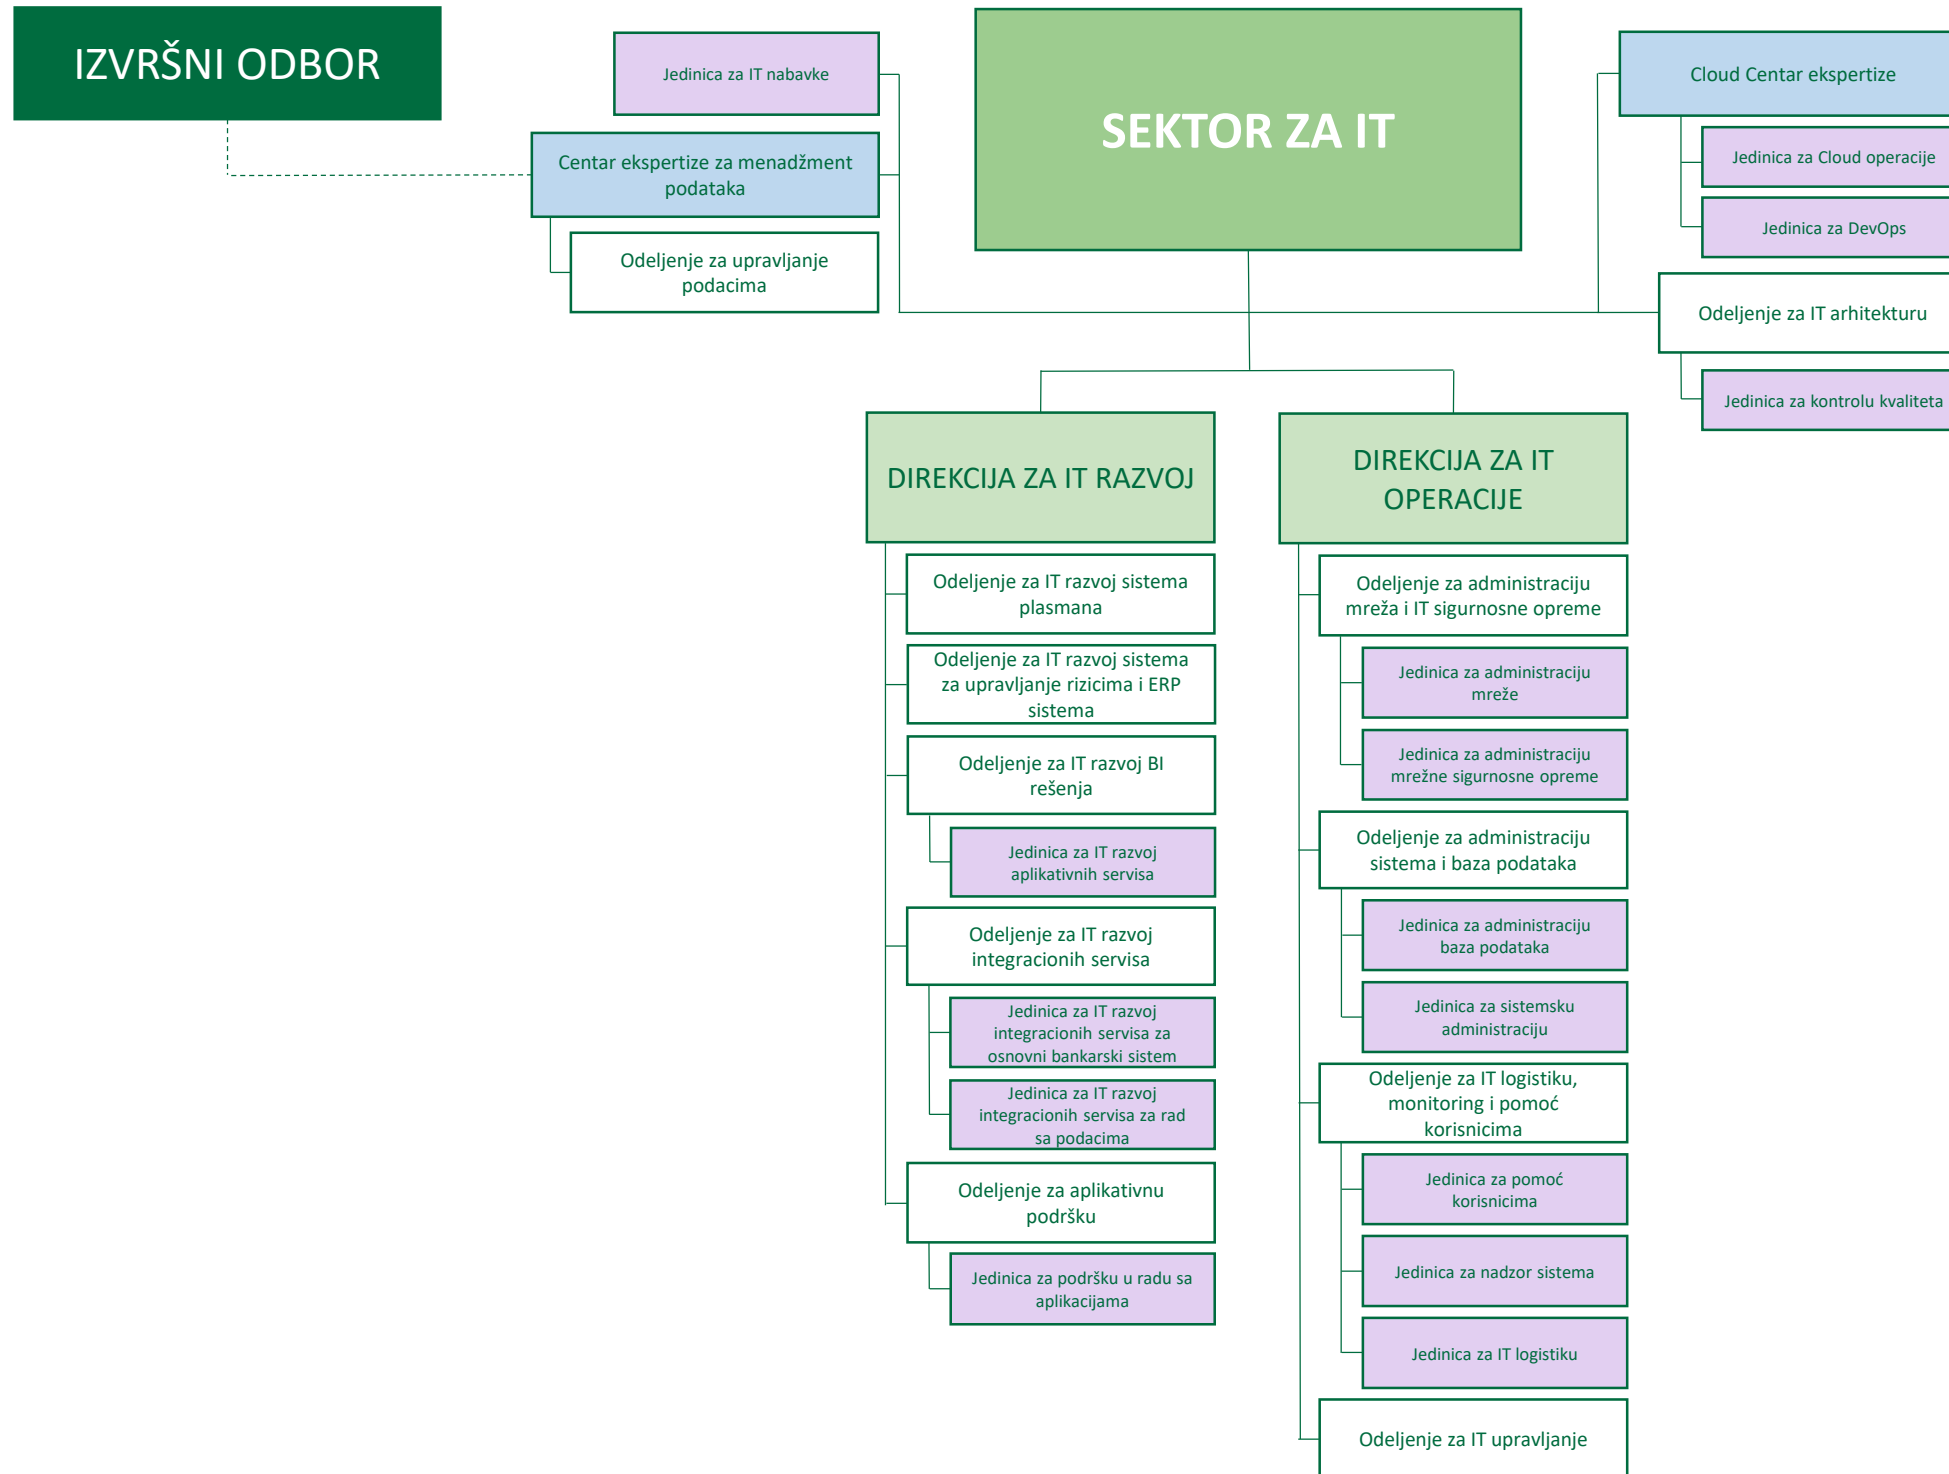 IZVRŠNI ODBOR
Jedinica za IT nabavke
Centar ekspertize za menadžment
podataka
Odeljenje za upravljanje
podacima
SEKTOR ZA IT
Cloud Centar ekspertize
Jedinica za Cloud operacije
Jedinica za DevOps
Odeljenje za IT arhitekturu
Jedinica za kontrolu kvaliteta
DIREKCIJA ZA IT RAZVOJ
Odeljenje za IT razvoj sistema
plasmana
Odeljenje za IT razvoj sistema
za upravljanje rizicima i ERP
sistema
Odeljenje za IT razvoj BI
rešenja
Jedinica za IT razvoj
aplikativnih servisa
Odeljenje za IT razvoj
integracionih servisa
Jedinica za IT razvoj
integracionih servisa za
osnovni bankarski sistem
Jedinica za IT razvoj
integracionih servisa za rad
sa podacima
Odeljenje za aplikativnu
podršku
Jedinica za podršku u radu sa
aplikacijama
DIREKCIJA ZA IT
OPERACIJE
Odeljenje za administraciju
mreža i IT sigurnosne opreme
Jedinica za administraciju
mreže
Jedinica za administraciju
mrežne sigurnosne opreme
Odeljenje za administraciju
sistema i baza podataka
Jedinica za administraciju
baza podataka
Jedinica za sistemsku
administraciju
Odeljenje za IT logistiku,
monitoring i pomoć
korisnicima
Jedinica za pomoć
korisnicima
Jedinica za nadzor sistema
Jedinica za IT logistiku
Odeljenje za IT upravljanje